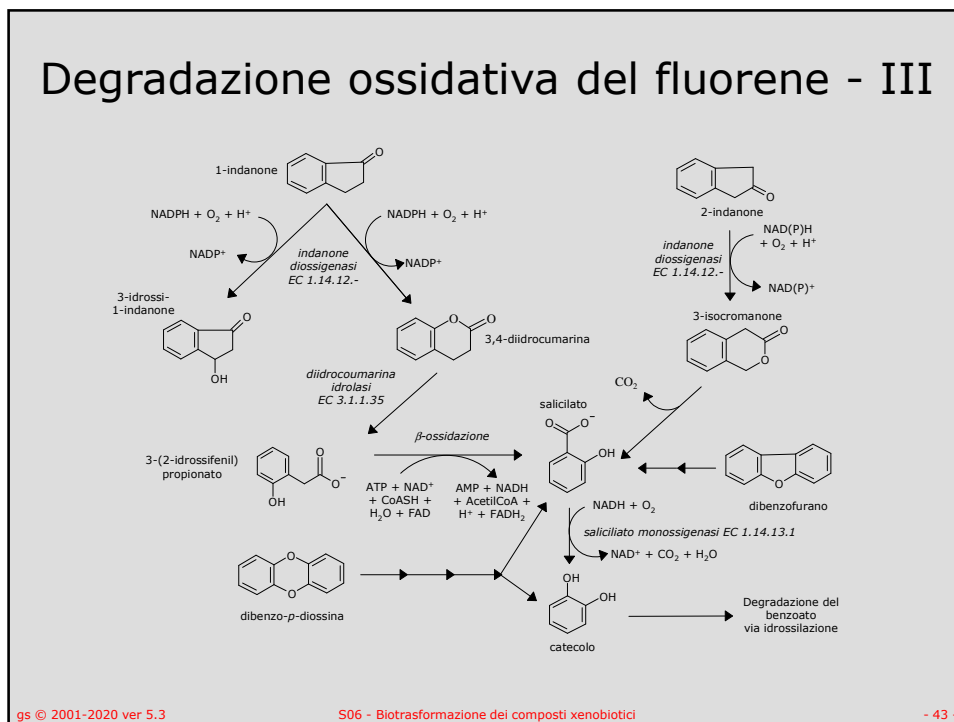 Degradazione ossidativa del fluorene - III
1-indanone
O
NADPH + O₂ + H⁺
NADPH + O₂ + H⁺
NADP⁺
NADP⁺
indanone
diossigenasi
EC 1.14.12.-
2-indanone
O
NAD(P)H
+ O₂ + H⁺
indanone
diossigenasi
EC 1.14.12.-
NAD(P)⁺
3-idrossi-
1-indanone
O
OH
O
O
3,4-diidrocumarina
3-isocromanone
O
O
diidrocoumarina
idrolasi
EC 3.1.1.35
CO₂
salicilato
O
O⁻
OH
β-ossidazione
3-(2-idrossifenil)
propionato
O
O⁻
OH
ATP + NAD⁺
+ CoASH +
H₂O + FAD
AMP + NADH
+ AcetilCoA +
H⁺ + FADH₂
O
dibenzofurano
NADH + O₂
saliciliato monossigenasi EC 1.14.13.1
NAD⁺ + CO₂ + H₂O
O
O
dibenzo-p-diossina
OH
OH
catecolo
Degradazione del
benzoato
via idrossilazione
gs © 2001-2020 ver 5.3
S06 - Biotrasformazione dei composti xenobiotici
- 43 -